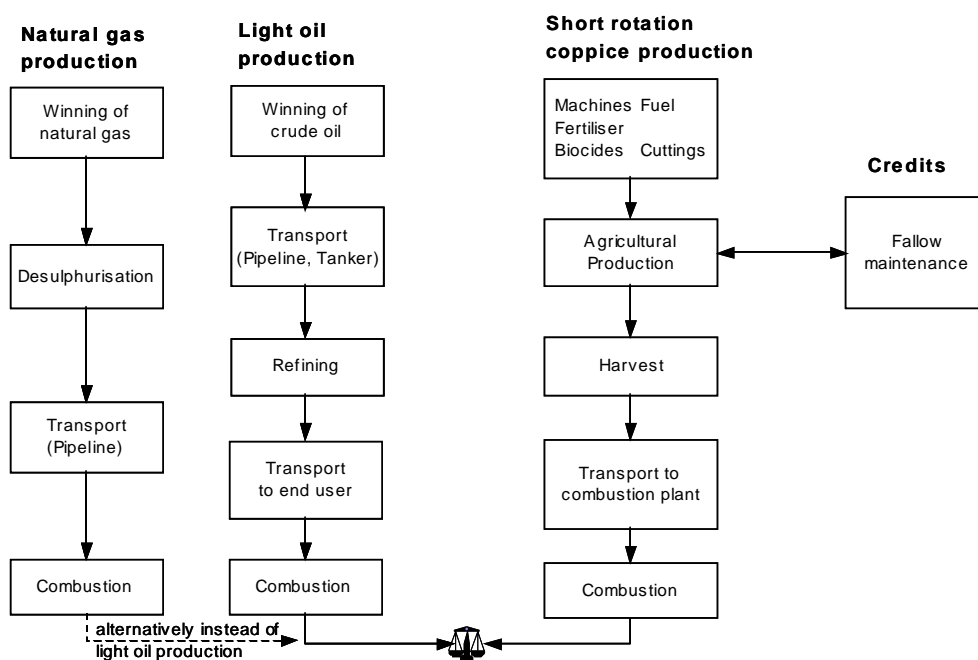 Natural gas
production
Winning of
natural gas
Desulphurisation
Transport
(Pipeline)
Combustion
alternatively instead of
light oil production
Light oil
production
Winning of
crude oil
Transport
(Pipeline, Tanker)
Refining
Transport
to end user
Combustion
Short rotation
coppice production
Machines Fuel
Fertiliser
Biocides Cuttings
Agricultural
Production
Harvest
Transport to
combustion plant
Combustion
Credits
Fallow
maintenance